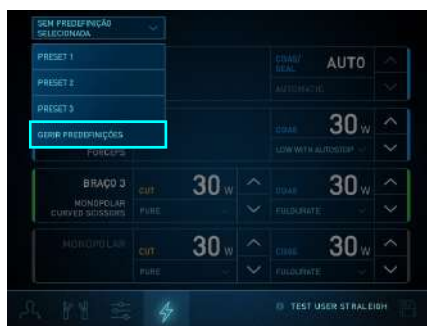 SEM PREDEFINIÇÃO
SELECIONADA
PRESET 1
PRESET 2
PRESET 3
GERIR PREDEFINIÇÕES
COAG/
SEAL
AUTO
AUTOMATIC
COAG
30 W
LOW WITH AUTOSTOP
FORCEPS
BRAÇO 3
MONOPOLAR
CURVED SCISSORS
CUT
30 W
PURE
COAG
30 W
FULGURATE
MONOPOLAR
CUT
30 W
PURE
COAG
30 W
FULGURATE
TEST USER ST RALEIGH